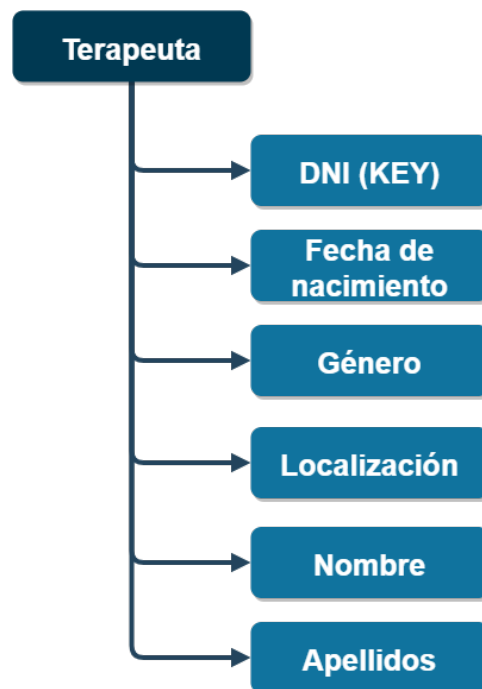 Terapeuta
DNI (KEY)
Fecha de
nacimiento
Género
Localización
Nombre
Apellidos